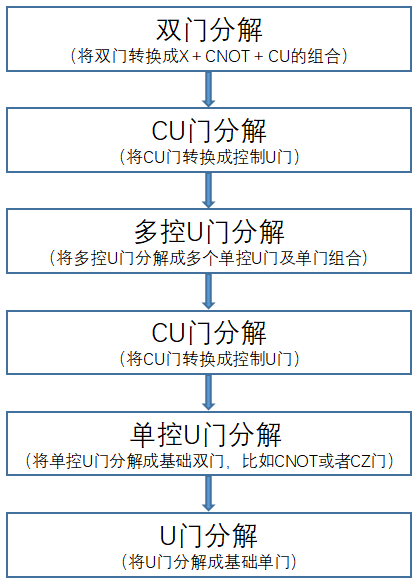 双门分解
（将双门转换成X＋CNOT＋CU的组合）
CU门分解
（将CU门转换成控制U门）
多控U门分解
（将多控U门分解成多个单控U门及单门组合）
CU门分解
（将CU门转换成控制U门）
单控U门分解
（将单控U门分解成基础双门，比如CNOT或者CZ门）
U门分解
（将U门分解成基础单门）